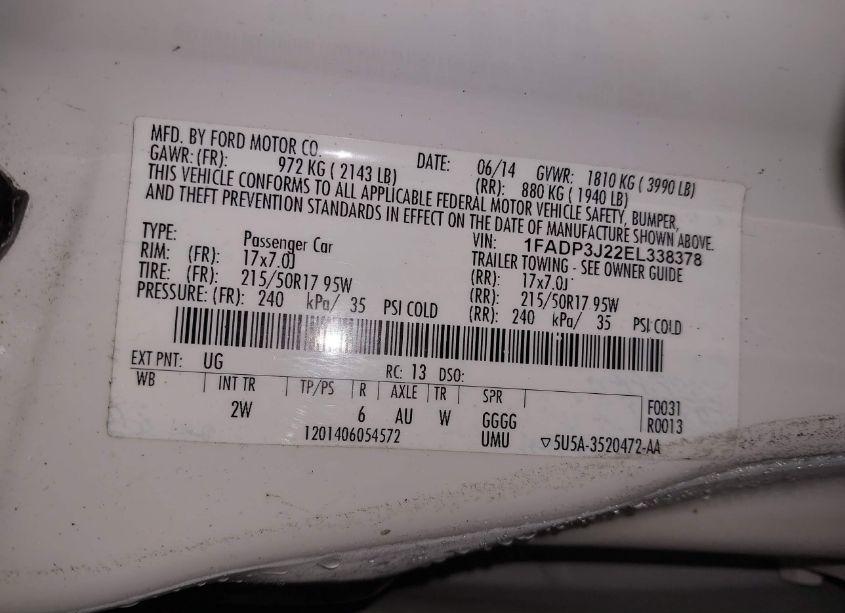 MFD. BY FORD MOTOR CO. DATE: 06/14 GVWR: 1810 KG ( 3990 LB)
GAWR: (FR): 972 KG ( 2143 LB) (RR): 880 KG ( 1940 LB)
THIS VEHICLE CONFORMS TO ALL APPLICABLE FEDERAL MOTOR VEHICLE SAFETY, BUMPER,
AND THEFT PREVENTION STANDARDS IN EFFECT ON THE DATE OF MANUFACTURE SHOWN ABOVE.
VIN: 1FADP3J22EL338378
TYPE: Passenger Car TRAILER TOWING - SEE OWNER GUIDE
RIM: (FR): 17x7.0J (RR): 17x7.0J
TIRE: (FR): 215/50R17 95W (RR): 215/50R17 95W
PRESSURE: (FR): 240 kPa/ 35 PSI COLD (RR): 240 kPa/ 35 PSI COLD
EXT PNT: UG RC: 13 DSO:
WB INT TR TP/PS R AXLE TR SPR F0031
2W 6 AU W GGGG R0013
1201406054572 UMU ▽5U5A-3520472-AA